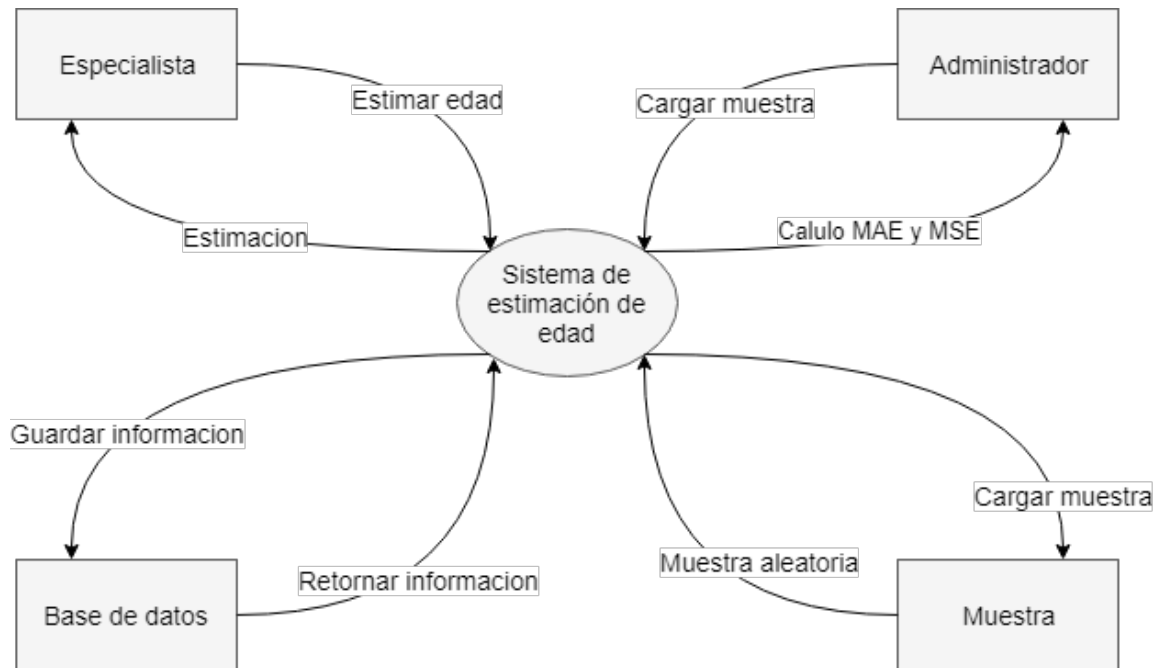 Especialista
Administrador
Estimar edad
Cargar muestra
Estimacion
Calulo MAE y MSE
Sistema de
estimación de
edad
Guardar informacion
Cargar muestra
Retornar informacion
Muestra aleatoria
Base de datos
Muestra